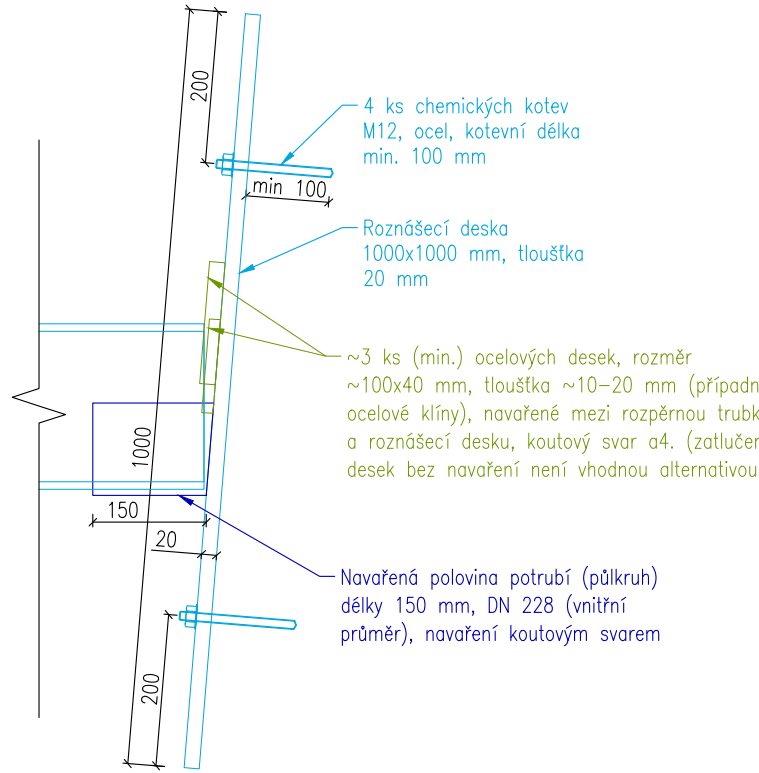 200
4 ks chemických kotev
M12, ocel, kotevní délka
min. 100 mm
min 100
Roznášecí deska
1000x1000 mm, tloušťka
20 mm
~3 ks (min.) ocelových desek, rozměr
~100x40 mm, tloušťka ~10-20 mm (případn
ocelové klíny), navařené mezi rozpěrnou trubk
a roznášecí desku, koutový svar a4. (zatlučen
desek bez navaření není vhodnou alternativou
1000
150
20
Navařená polovina potrubí (půlkruh)
délky 150 mm, DN 228 (vnitřní
průměr), navaření koutovým svarem
200